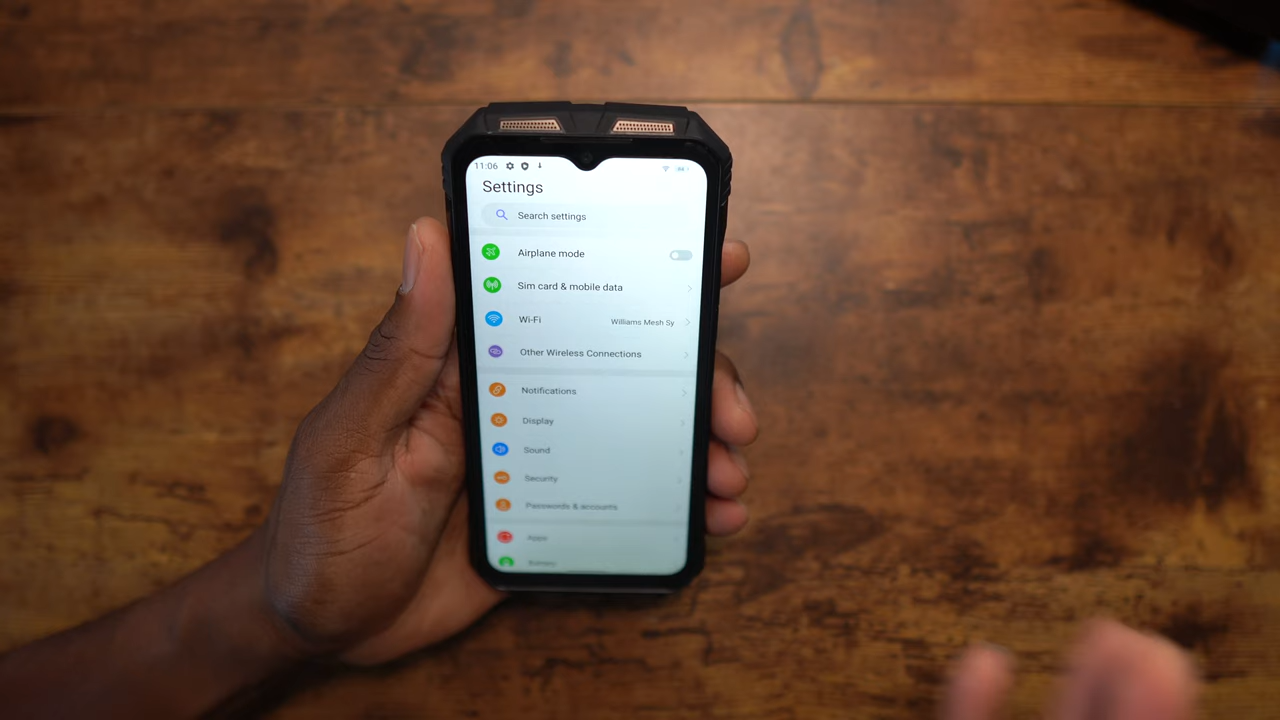 11:06
Settings
Search settings
Airplane mode
Sim card & mobile data
Wi-Fi Williams Mesh Sy
Other Wireless Connections
Notifications
Display
Sound
Security
Passwords & accounts
Apps